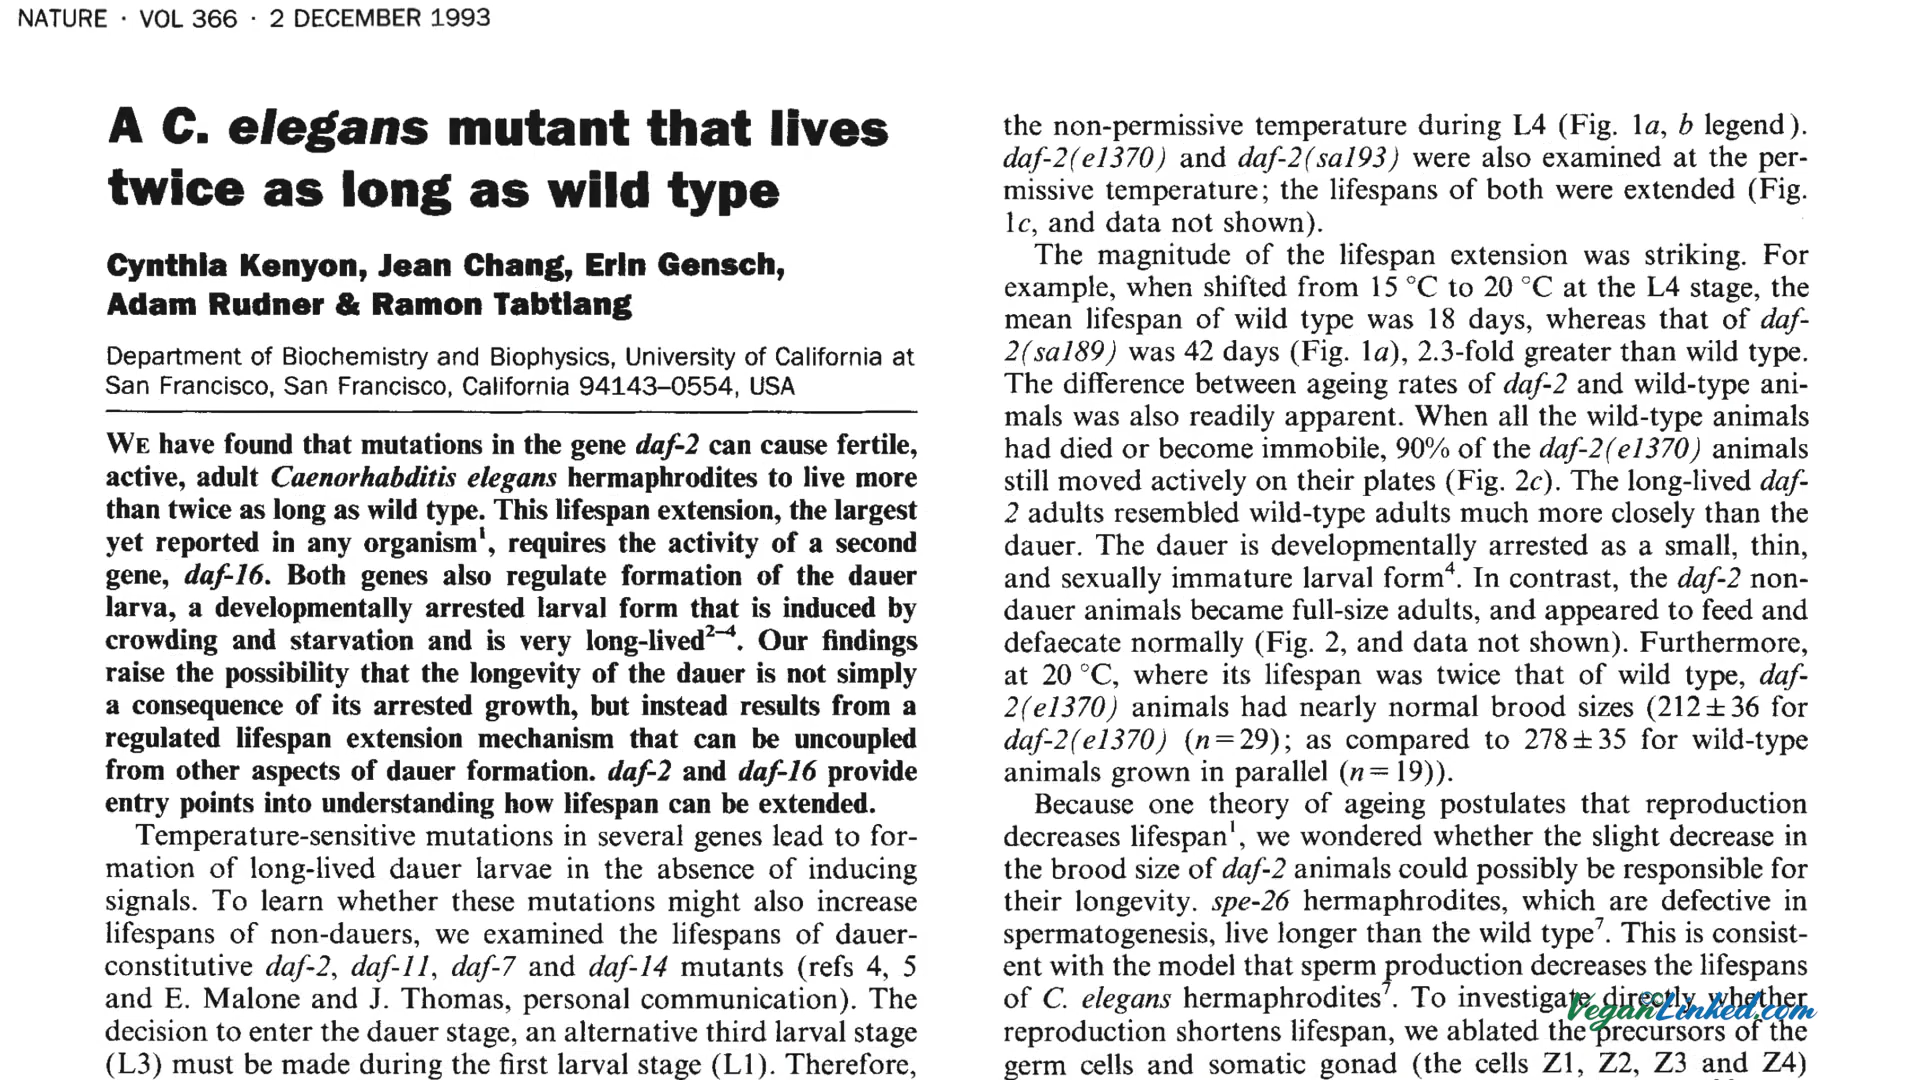 NATURE · VOL 366 · 2 DECEMBER 1993
A C. elegans mutant that lives
twice as long as wild type
Cynthia Kenyon, Jean Chang, Erin Gensch,
Adam Rudner & Ramon Tabtiang
Department of Biochemistry and Biophysics, University of California at
San Francisco, San Francisco, California 94143–0554, USA
WE have found that mutations in the gene daf-2 can cause fertile,
active, adult Caenorhabditis elegans hermaphrodites to live more
than twice as long as wild type. This lifespan extension, the largest
yet reported in any organism¹, requires the activity of a second
gene, daf-16. Both genes also regulate formation of the dauer
larva, a developmentally arrested larval form that is induced by
crowding and starvation and is very long-lived²⁻⁴. Our findings
raise the possibility that the longevity of the dauer is not simply
a consequence of its arrested growth, but instead results from a
regulated lifespan extension mechanism that can be uncoupled
from other aspects of dauer formation. daf-2 and daf-16 provide
entry points into understanding how lifespan can be extended.
Temperature-sensitive mutations in several genes lead to for-
mation of long-lived dauer larvae in the absence of inducing
signals. To learn whether these mutations might also increase
lifespans of non-dauers, we examined the lifespans of dauer-
constitutive daf-2, daf-11, daf-7 and daf-14 mutants (refs 4, 5
and E. Malone and J. Thomas, personal communication). The
decision to enter the dauer stage, an alternative third larval stage
(L3) must be made during the first larval stage (L1). Therefore,
the non-permissive temperature during L4 (Fig. 1a, b legend).
daf-2(e1370) and daf-2(sa193) were also examined at the per-
missive temperature; the lifespans of both were extended (Fig.
1c, and data not shown).
The magnitude of the lifespan extension was striking. For
example, when shifted from 15 °C to 20 °C at the L4 stage, the
mean lifespan of wild type was 18 days, whereas that of daf-
2(sa189) was 42 days (Fig. 1a), 2.3-fold greater than wild type.
The difference between ageing rates of daf-2 and wild-type ani-
mals was also readily apparent. When all the wild-type animals
had died or become immobile, 90% of the daf-2(e1370) animals
still moved actively on their plates (Fig. 2c). The long-lived daf-
2 adults resembled wild-type adults much more closely than the
dauer. The dauer is developmentally arrested as a small, thin,
and sexually immature larval form⁴. In contrast, the daf-2 non-
dauer animals became full-size adults, and appeared to feed and
defaecate normally (Fig. 2, and data not shown). Furthermore,
at 20 °C, where its lifespan was twice that of wild type, daf-
2(e1370) animals had nearly normal brood sizes (212 ± 36 for
daf-2(e1370) (n = 29); as compared to 278 ± 35 for wild-type
animals grown in parallel (n = 19)).
Because one theory of ageing postulates that reproduction
decreases lifespan¹, we wondered whether the slight decrease in
the brood size of daf-2 animals could possibly be responsible for
their longevity. spe-26 hermaphrodites, which are defective in
spermatogenesis, live longer than the wild type⁷. This is consist-
ent with the model that sperm production decreases the lifespans
of C. elegans hermaphrodites⁷. To investigate directly whether
reproduction shortens lifespan, we ablated the precursors of the
germ cells and somatic gonad (the cells Z1, Z2, Z3 and Z4)
VeganLinked.com